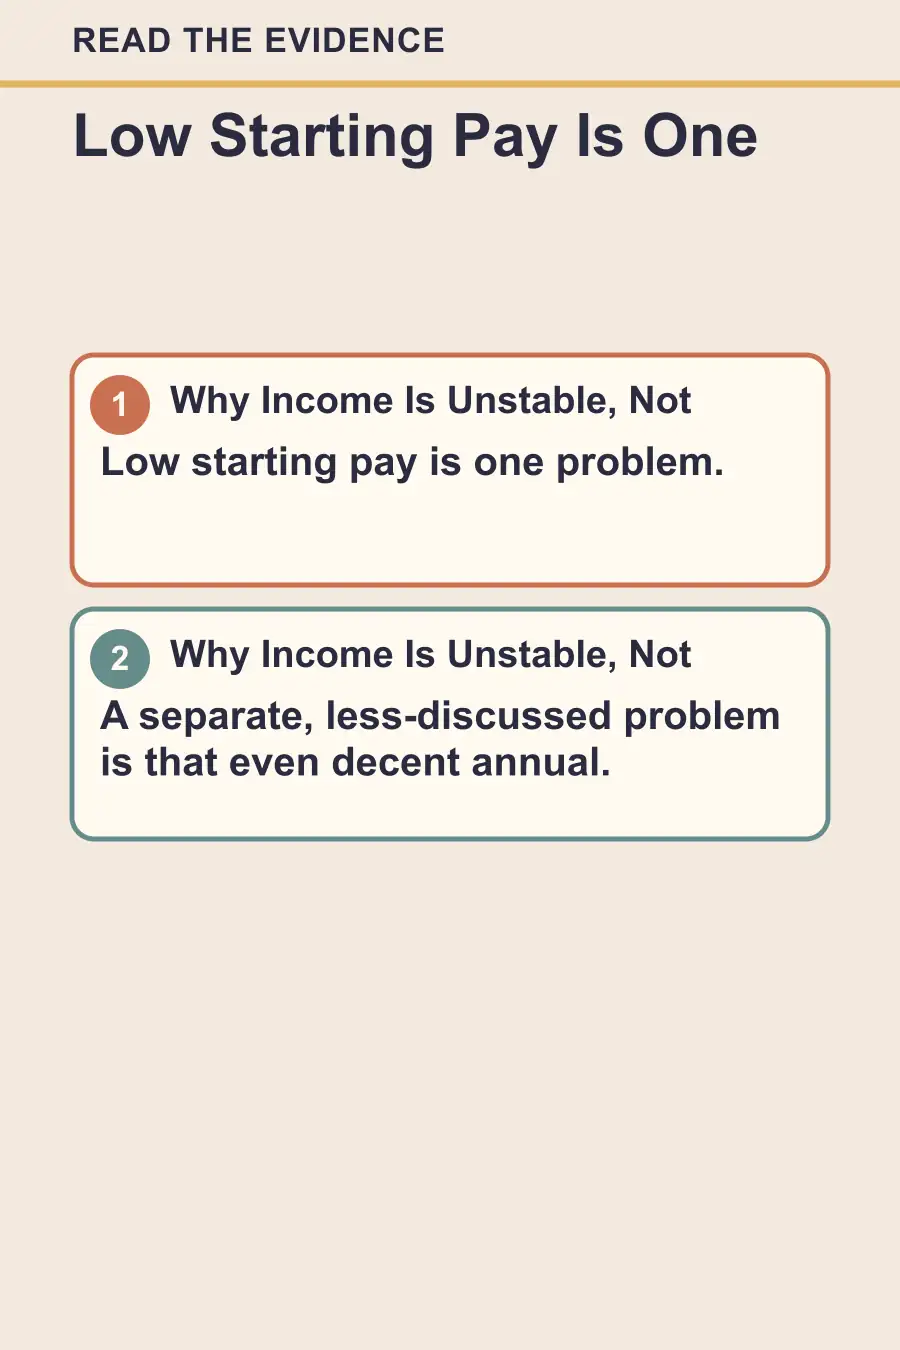 READ THE EVIDENCE
Low Starting Pay Is One
1 Why Income Is Unstable, Not
Low starting pay is one problem.
2 Why Income Is Unstable, Not
A separate, less-discussed problem
is that even decent annual.